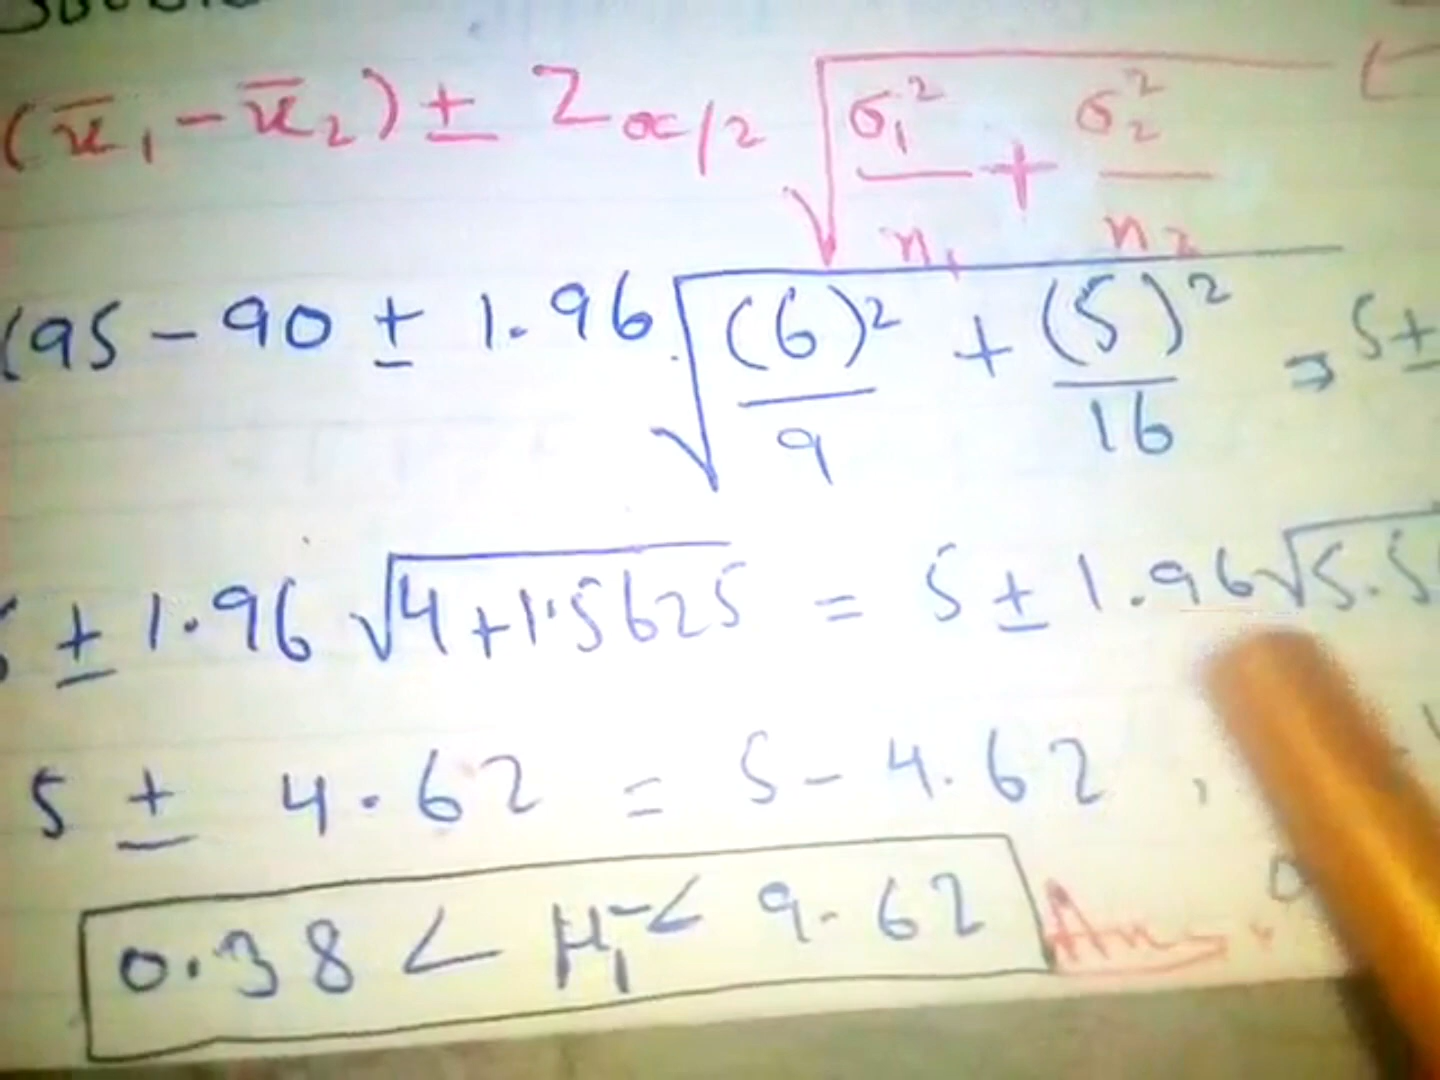 (x̄₁ - x̄₂) ± Z α/2 √(σ₁²/n₁ + σ₂²/n₂)
(95 - 90 ± 1.96 √((6)²/9 + (5)²/16) ⇒ 5 ±
± 1.96 √(4+1.5625) = 5 ± 1.96 √5.5
5 ± 4.62 = 5 - 4.62 ,
0.38 < μ₁- < 9.62 Ans